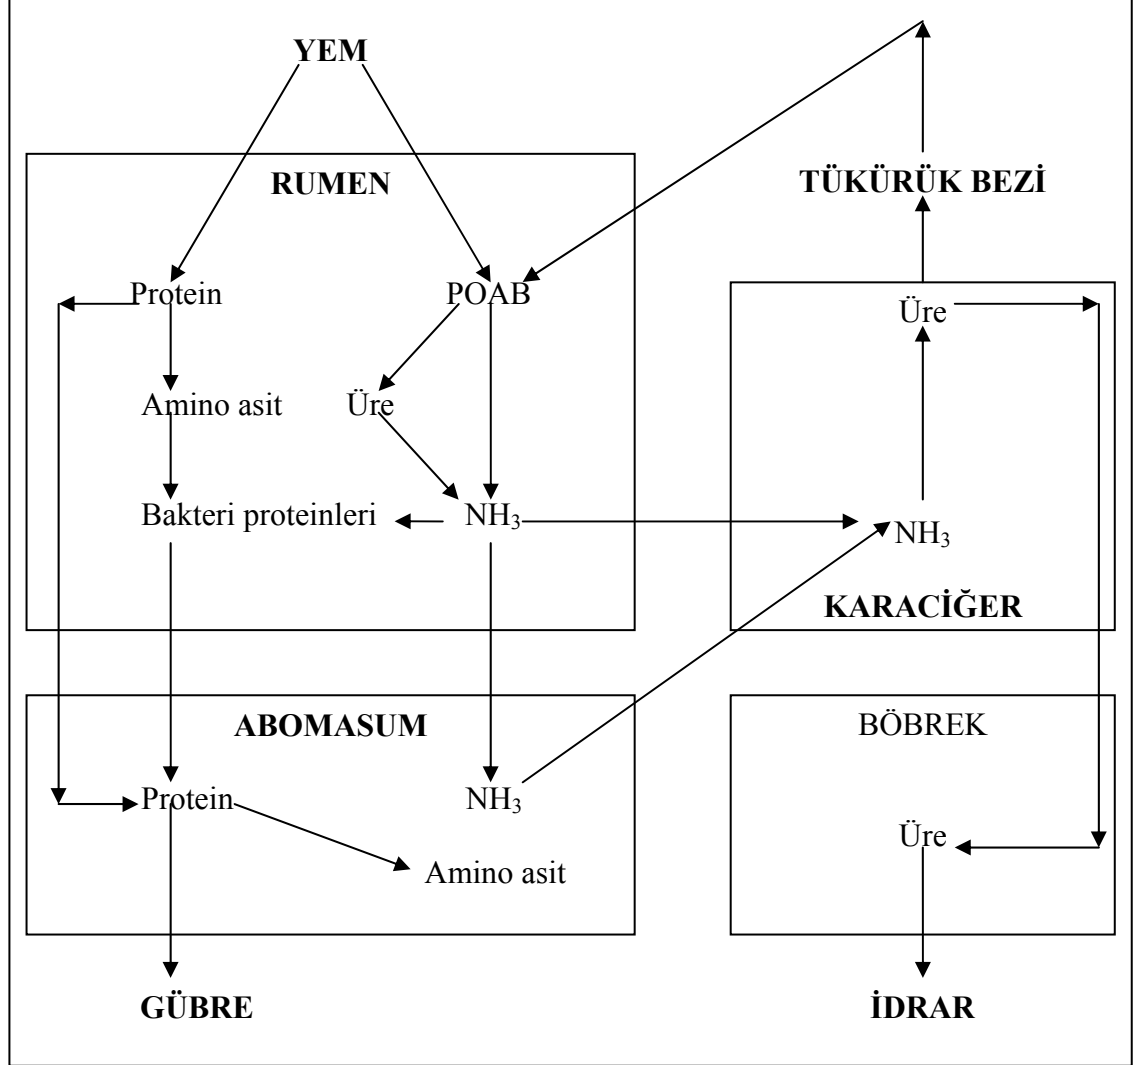 YEM
RUMEN
TÜKÜRÜK BEZİ
Protein
POAB
Üre
Amino asit
Üre
Bakteri proteinleri
NH₃
NH₃
KARACİĞER
ABOMASUM
BÖBREK
Protein
NH₃
Üre
Amino asit
GÜBRE
İDRAR